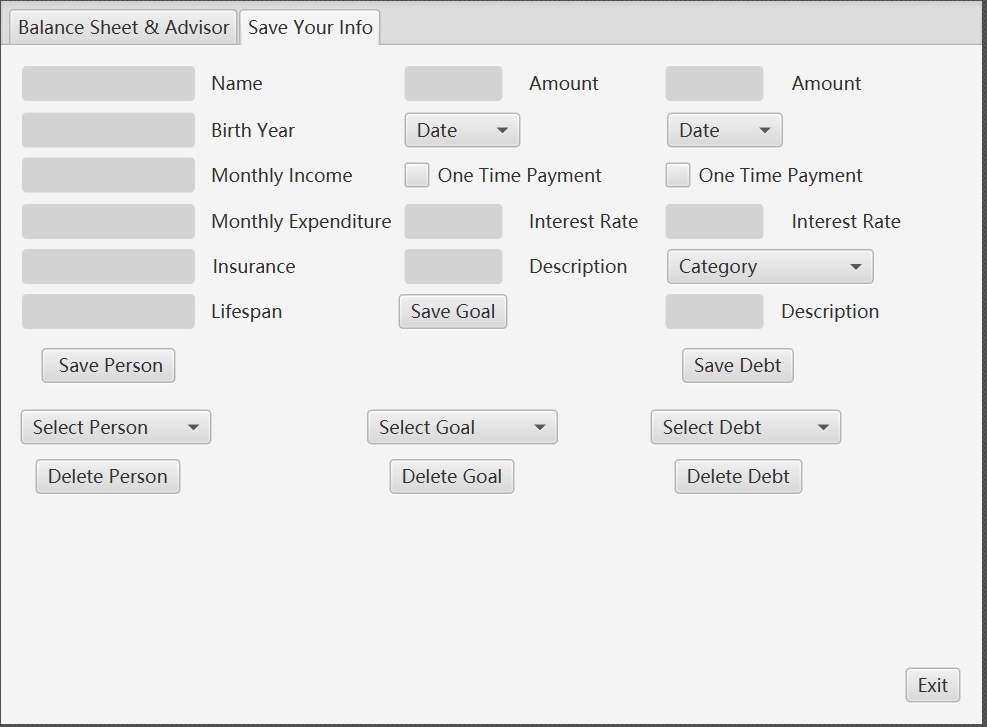 Balance Sheet & Advisor Save Your Info
Name Amount Amount
Birth Year Date Date
Monthly Income One Time Payment One Time Payment
Monthly Expenditure Interest Rate Interest Rate
Insurance Description Category
Lifespan Save Goal Description
Save Person Save Debt
Select Person Select Goal Select Debt
Delete Person Delete Goal Delete Debt
Exit